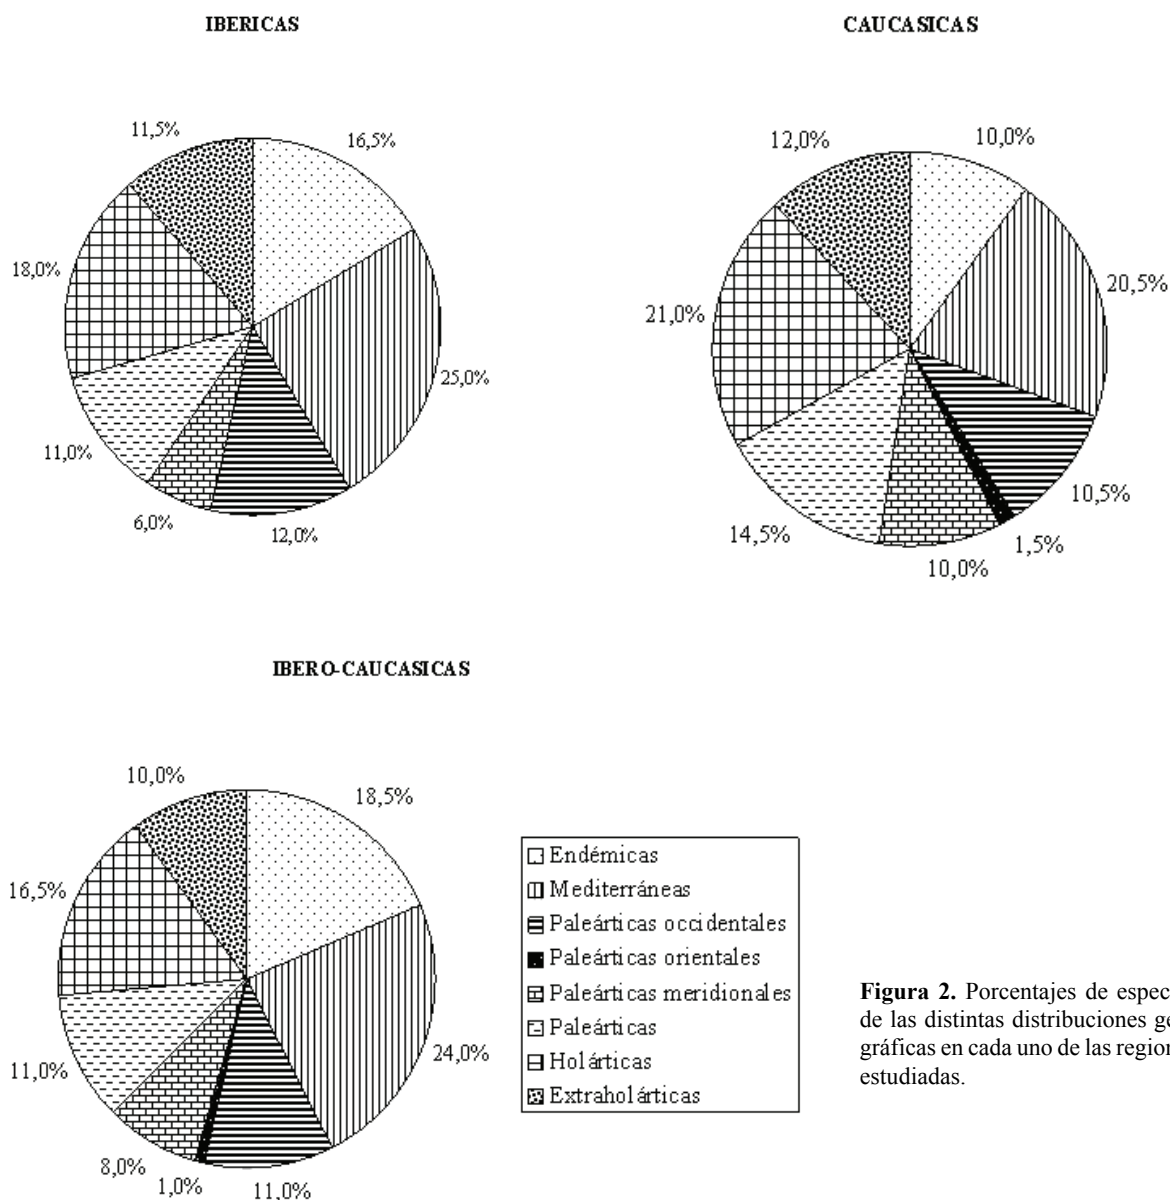 IBERICAS
CAUCASICAS
11,5%
16,5%
18,0%
25,0%
11,0%
6,0%
12,0%
12,0%
10,0%
21,0%
20,5%
14,5%
10,5%
1,5%
10,0%
IBERO-CAUCASICAS
10,0%
18,5%
16,5%
24,0%
11,0%
8,0%
1,0%
11,0%
Endémicas
Mediterráneas
Paleárticas occidentales
Paleárticas orientales
Paleárticas meridionales
Paleárticas
Holárticas
Extraholárticas
Figura 2. Porcentajes de espec
de las distintas distribuciones ge
gráficas en cada uno de las region
estudiadas.